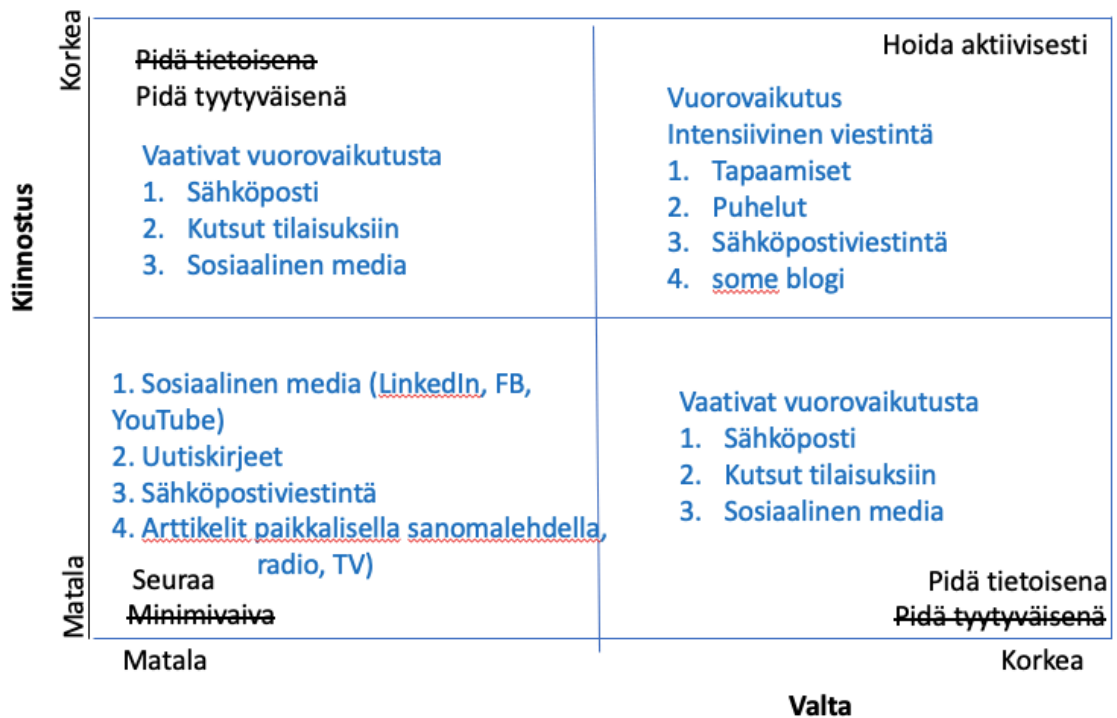 Korkea
Kiinnostus
Matala
Pidä tietoisena
Pidä tyytyväisenä
Vaativat vuorovaikutusta
1. Sähköposti
2. Kutsut tilaisuksiin
3. Sosiaalinen media
Hoida aktiivisesti
Vuorovaikutus
Intensiivinen viestintä
1. Tapaamiset
2. Puhelut
3. Sähköpostiviestintä
4. some blogi
1. Sosiaalinen media (LinkedIn, FB,
YouTube)
2. Uutiskirjeet
3. Sähköpostiviestintä
4. Arttikelit paikkalisella sanomalehdella,
radio, TV)
Seuraa
Minimivaiva
Vaativat vuorovaikutusta
1. Sähköposti
2. Kutsut tilaisuksiin
3. Sosiaalinen media
Pidä tietoisena
Pidä tyytyväisenä
Matala
Korkea
Valta